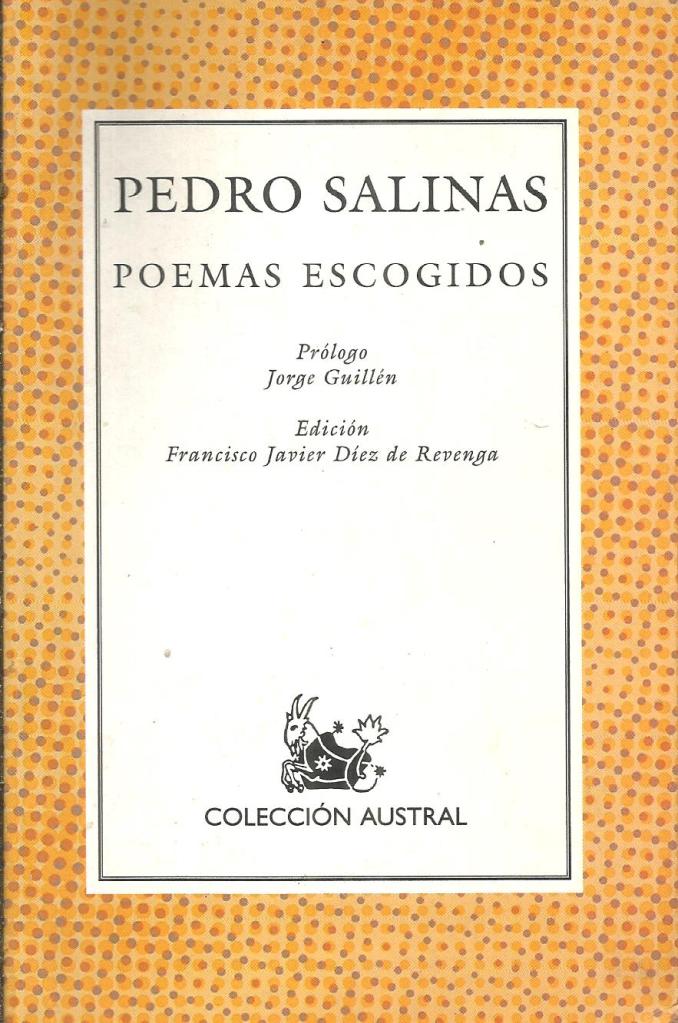 PEDRO SALINAS
POEMAS ESCOGIDOS
Prólogo
Jorge Guillén
Edición
Francisco Javier Díez de Revenga
COLECCIÓN AUSTRAL